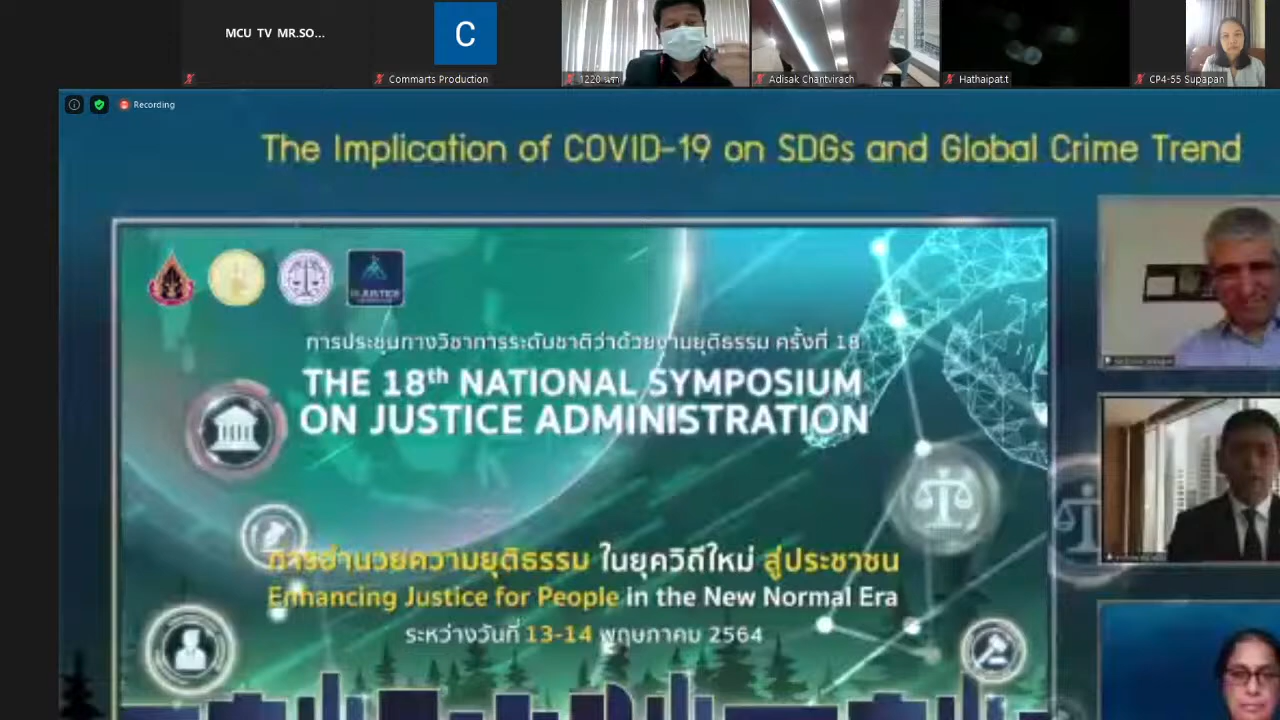 MCU TV MR.SO...
C
Commarts Production
Adisak Chantvirach
Hathaipat.t
CP4-55 Supapan
Recording
The Implication of COVID-19 on SDGs and Global Crime Trend
การประชุมทางวิชาการระดับชาติว่าด้วยงานยุติธรรม ครั้งที่ 18
THE 18th NATIONAL SYMPOSIUM
ON JUSTICE ADMINISTRATION
การอำนวยความยุติธรรม ในยุควิถีใหม่ สู่ประชาชน
Enhancing Justice for People in the New Normal Era
ระหว่างวันที่ 13-14 พฤษภาคม 2564